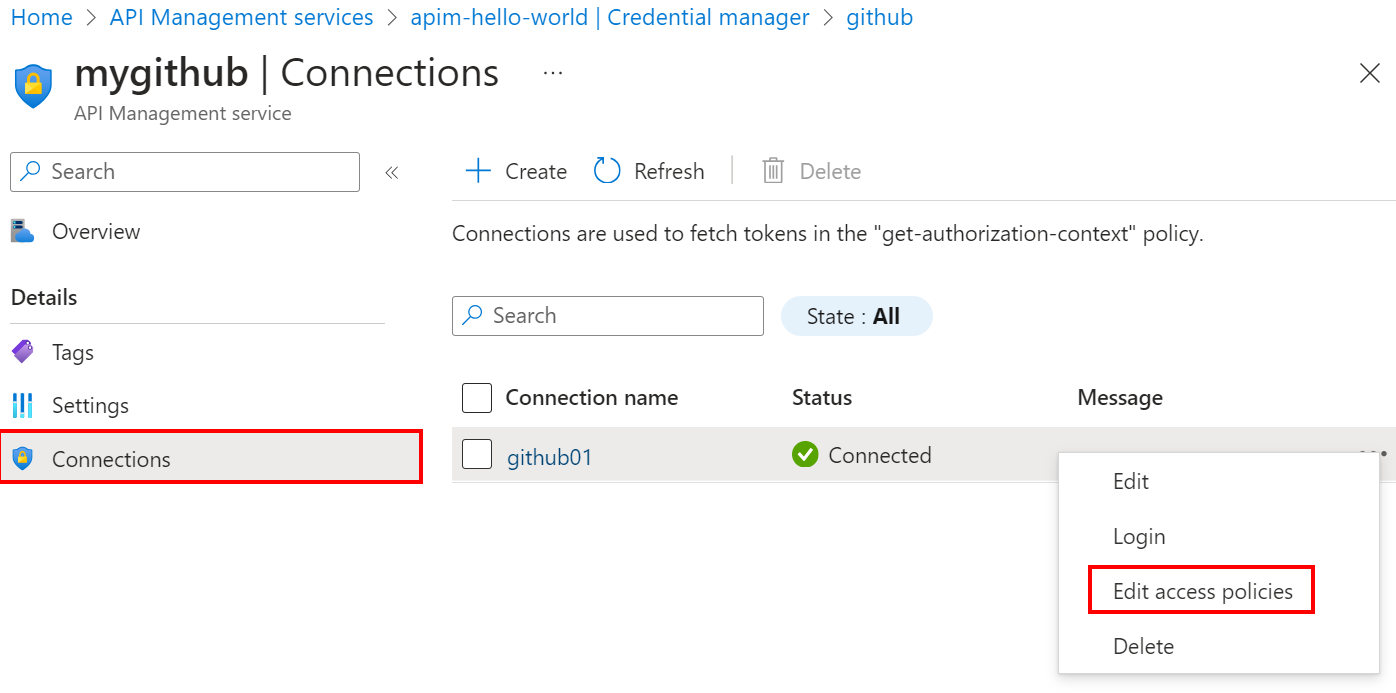 Home > API Management services > apim-hello-world | Credential manager > github
mygithub | Connections ...
API Management service
Search «
Create Refresh Delete
Overview
Connections are used to fetch tokens in the "get-authorization-context" policy.
Details
Search State : All
Tags
Settings
Connection name Status Message
Connections
github01 Connected
Edit
Login
Edit access policies
Delete